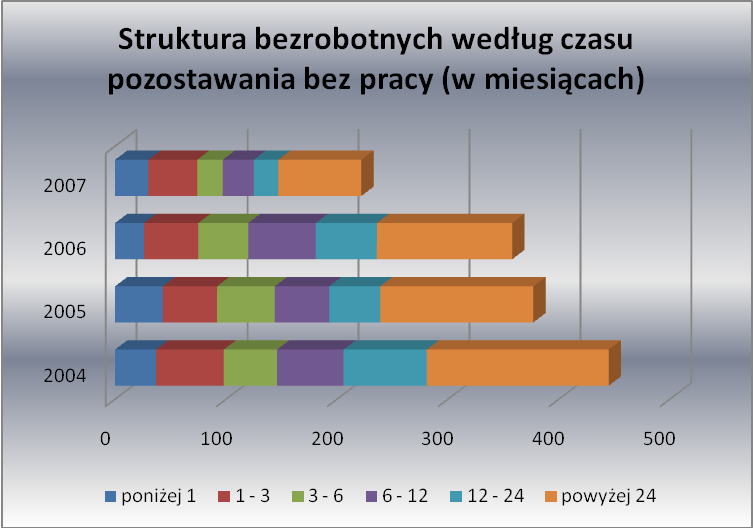 Struktura bezrobotnych według czasu
pozostawania bez pracy (w miesiącach)
2007
2006
2005
2004
0 100 200 300 400 500
poniżej 1 1 - 3 3 - 6 6 - 12 12 - 24 powyżej 24